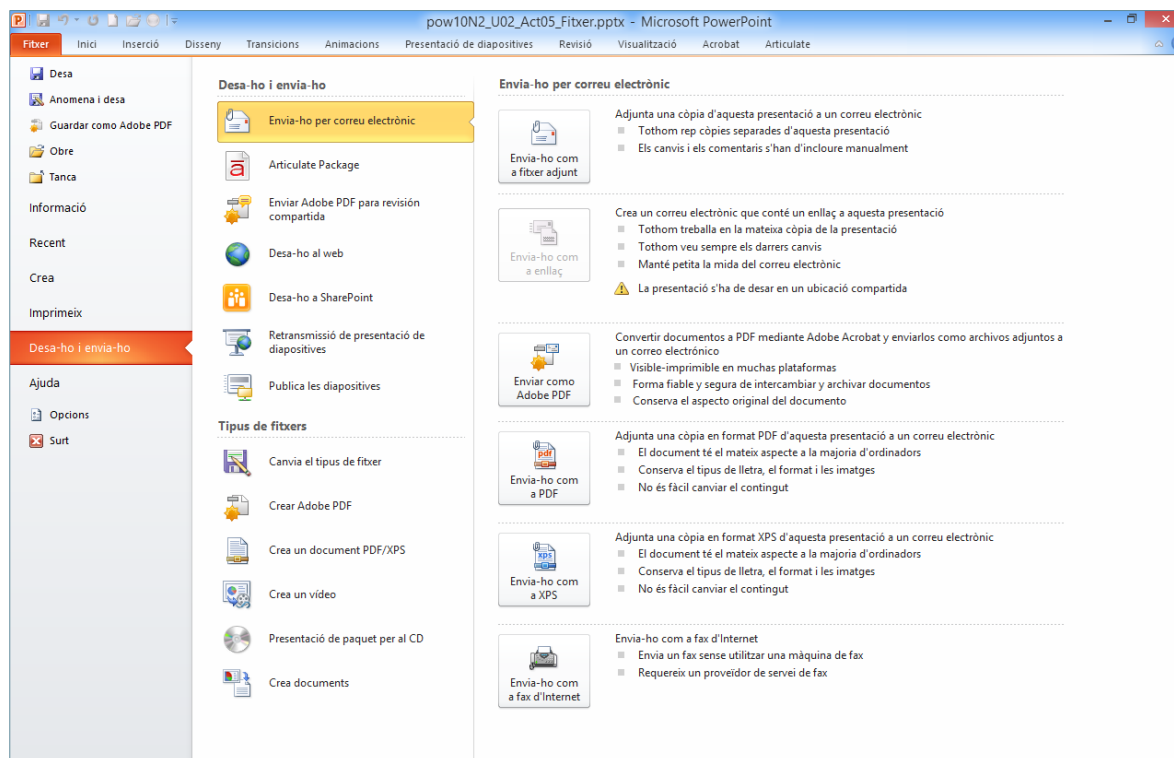 pow10N2_U02_Act05_Fitxer.pptx - Microsoft PowerPoint
Fitxer Inici Inserció Disseny Transicions Animacions Presentació de diapositives Revisió Visualització Acrobat Articulate
Desa
Anomena i desa
Guardar como Adobe PDF
Obre
Tanca
Informació
Recent
Crea
Imprimeix
Desa-ho i envia-ho
Ajuda
Opcions
Surt
Desa-ho i envia-ho
Envia-ho per correu electrònic
Articulate Package
Enviar Adobe PDF para revisión
compartida
Desa-ho al web
Desa-ho a SharePoint
Retransmissió de presentació de
diapositives
Publica les diapositives
Tipus de fitxers
Canvia el tipus de fitxer
Crear Adobe PDF
Crea un document PDF/XPS
Crea un vídeo
Presentació de paquet per al CD
Crea documents
Envia-ho per correu electrònic
Envia-ho com
a fitxer adjunt
Adjunta una còpia d'aquesta presentació a un correu electrònic
Tothom rep còpies separades d'aquesta presentació
Els canvis i els comentaris s'han d'incloure manualment
Envia-ho com
a enllaç
Crea un correu electrònic que conté un enllaç a aquesta presentació
Tothom treballa en la mateixa còpia de la presentació
Tothom veu sempre els darrers canvis
Manté petita la mida del correu electrònic
La presentació s'ha de desar en un ubicació compartida
Enviar como
Adobe PDF
Convertir documentos a PDF mediante Adobe Acrobat y enviarlos como archivos adjuntos a
un correo electrónico
Visible-imprimible en muchas plataformas
Forma fiable y segura de intercambiar y archivar documentos
Conserva el aspecto original del documento
pdf
Envia-ho com
a PDF
Adjunta una còpia en format PDF d'aquesta presentació a un correu electrònic
El document té el mateix aspecte a la majoria d'ordinadors
Conserva el tipus de lletra, el format i les imatges
No és fàcil canviar el contingut
xps
Envia-ho com
a XPS
Adjunta una còpia en format XPS d'aquesta presentació a un correu electrònic
El document té el mateix aspecte a la majoria d'ordinadors
Conserva el tipus de lletra, el format i les imatges
No és fàcil canviar el contingut
Envia-ho com
a fax d'Internet
Envia-ho com a fax d'Internet
Envia un fax sense utilitzar una màquina de fax
Requereix un proveïdor de servei de fax